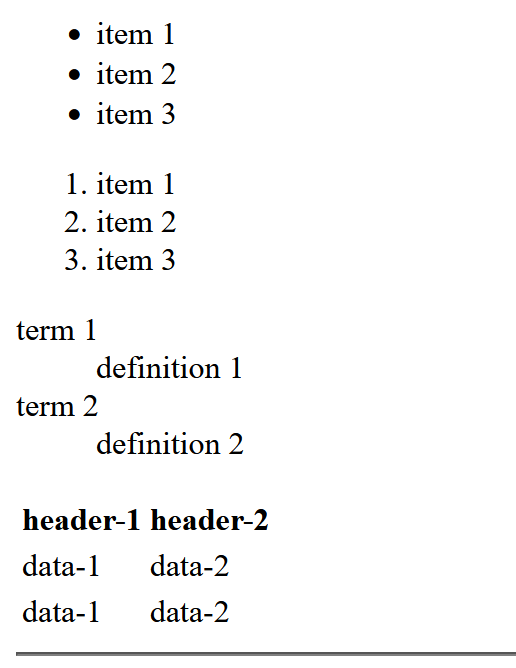 • item 1
• item 2
• item 3
1. item 1
2. item 2
3. item 3
term 1
definition 1
term 2
definition 2
header-1 header-2
data-1 data-2
data-1 data-2